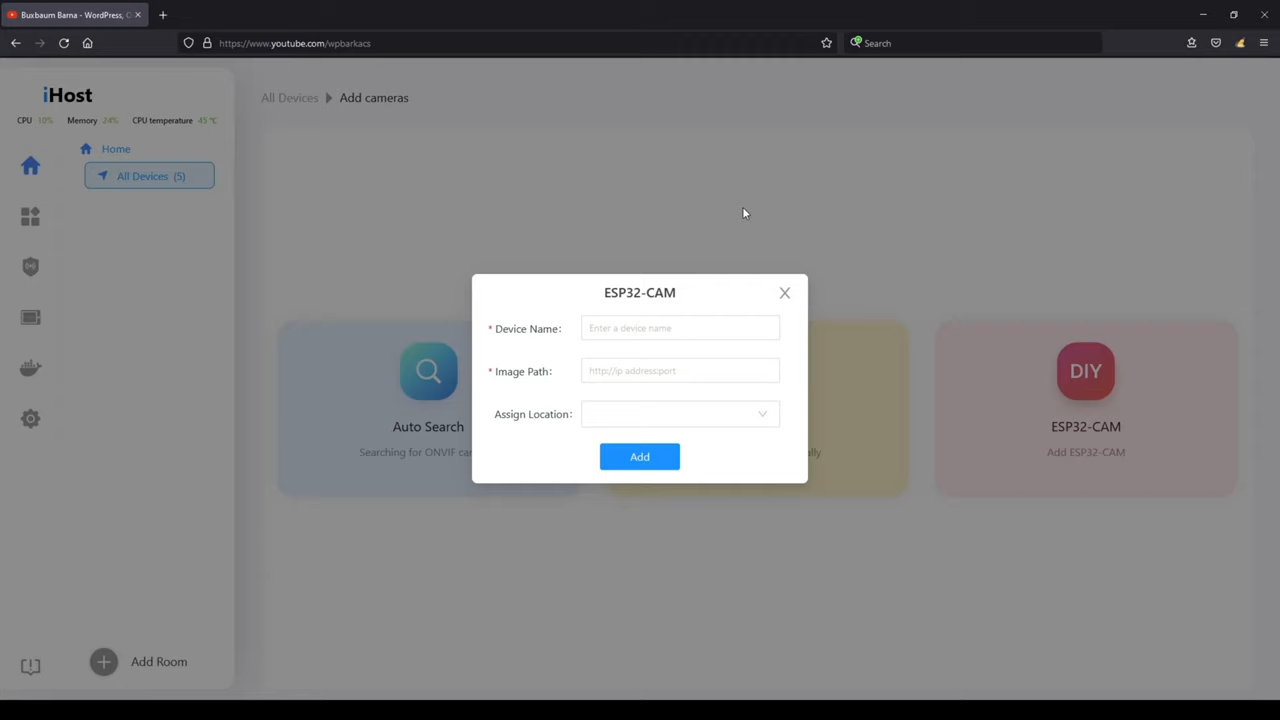 Buxbaum Barna - WordPress, 
https://www.youtube.com/wpbarkacs
Search
iHost
CPU 10% Memory 24% CPU temperature 45 °C
Home
All Devices (5)
Add Room
All Devices Add cameras
Auto Search
Searching for ONVIF
DIY
ESP32-CAM
Add ESP32-CAM
ESP32-CAM
* Device Name:
Enter a device name
* Image Path:
http://ip address:port
Assign Location:
Add